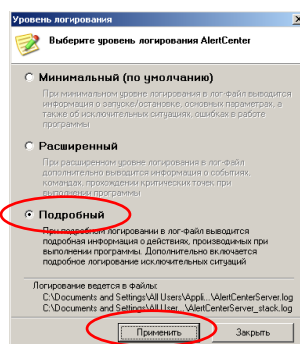 Уровень логирования
Выберите уровень логирования AlertCenter
Минимальный (по умолчанию)
При минимальном уровне логирования в лог-файл выводится
информация о запуске/остановке, основных параметрах, а
также об исключительных ситуациях, ошибках в работе
программы
Расширенный
При расширенном уровне логирования в лог-файл
дополнительно выводится информация о событиях,
командах, прохождении критических точек при
выполнении программы
Подробный
При подробном логировании в лог-файл выводится
подробная информация о действиях, производимых при
выполнении программы. Дополнительно включается
подробное логирование исключительных ситуаций
Логирование ведется в файлы:
C:\Documents and Settings\All Users\Appli...\AlertCenterServer.log
C:\Documents and Settings\All User...\AlertCenterServer_stack.log
Применить
Закрыть